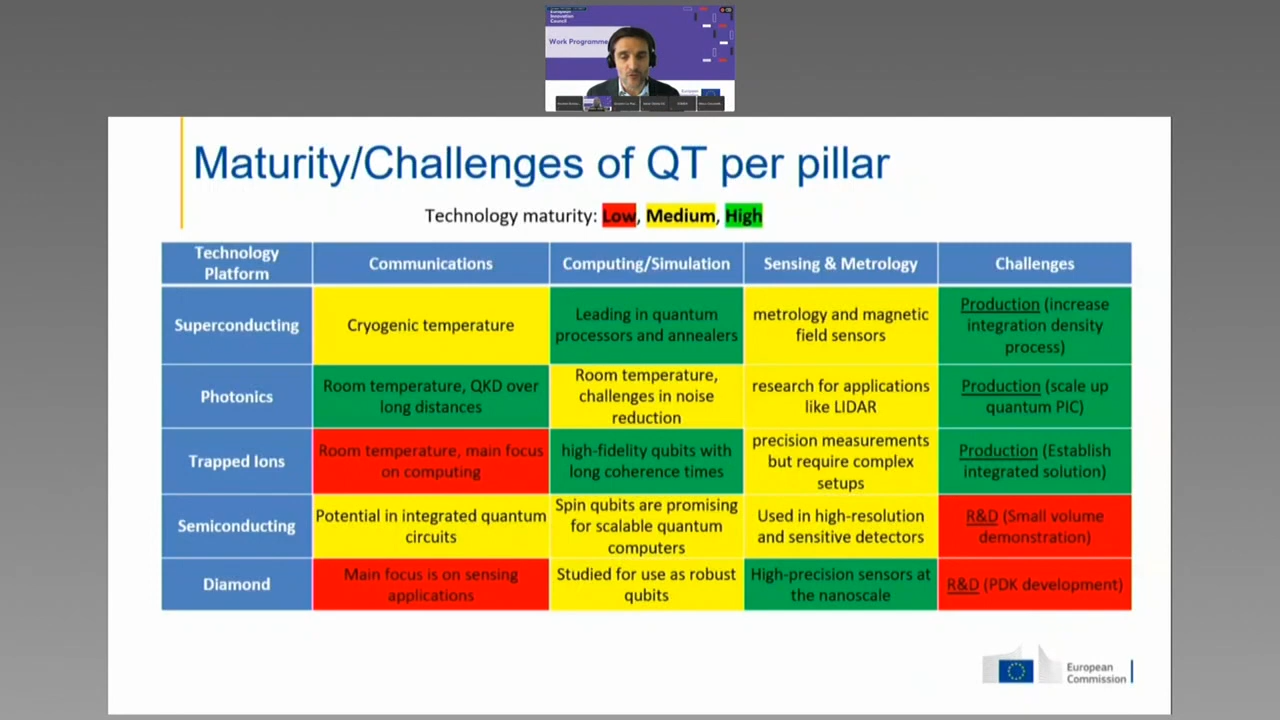 European
Innovation
Council
Work Programme
Maturity/Challenges of QT per pillar
Technology maturity: Low, Medium, High
Technology
Platform
Communications
Computing/Simulation
Sensing & Metrology
Challenges
Superconducting
Cryogenic temperature
Leading in quantum
processors and annealers
metrology and magnetic
field sensors
Production (increase
integration density
process)
Photonics
Room temperature, QKD over
long distances
Room temperature,
challenges in noise
reduction
research for applications
like LIDAR
Production (scale up
quantum PIC)
Trapped Ions
Room temperature, main focus
on computing
high-fidelity qubits with
long coherence times
precision measurements
but require complex
setups
Production (Establish
integrated solution)
Semiconducting
Potential in integrated quantum
circuits
Spin qubits are promising
for scalable quantum
computers
Used in high-resolution
and sensitive detectors
R&D (Small volume
demonstration)
Diamond
Main focus is on sensing
applications
Studied for use as robust
qubits
High-precision sensors at
the nanoscale
R&D (PDK development)
European
Commission